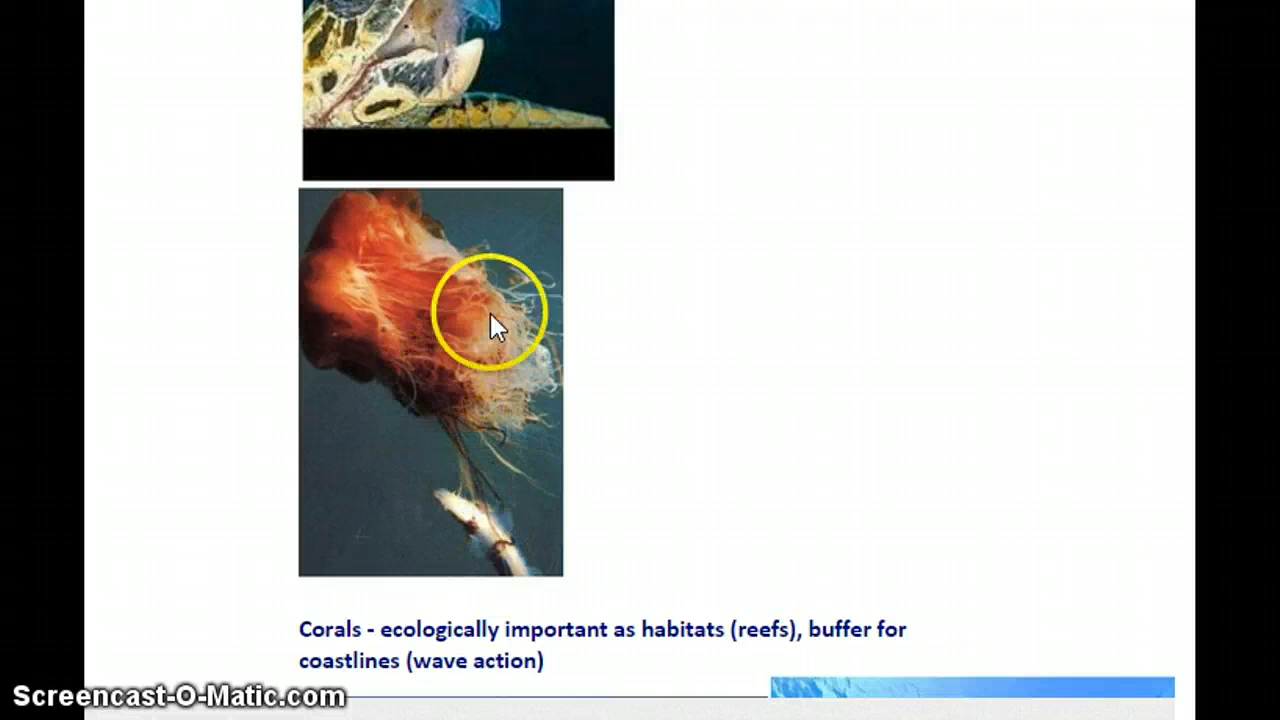 Corals - ecologically important as habitats (reefs), buffer for
coastlines (wave action)
Screencast-O-Matic.com